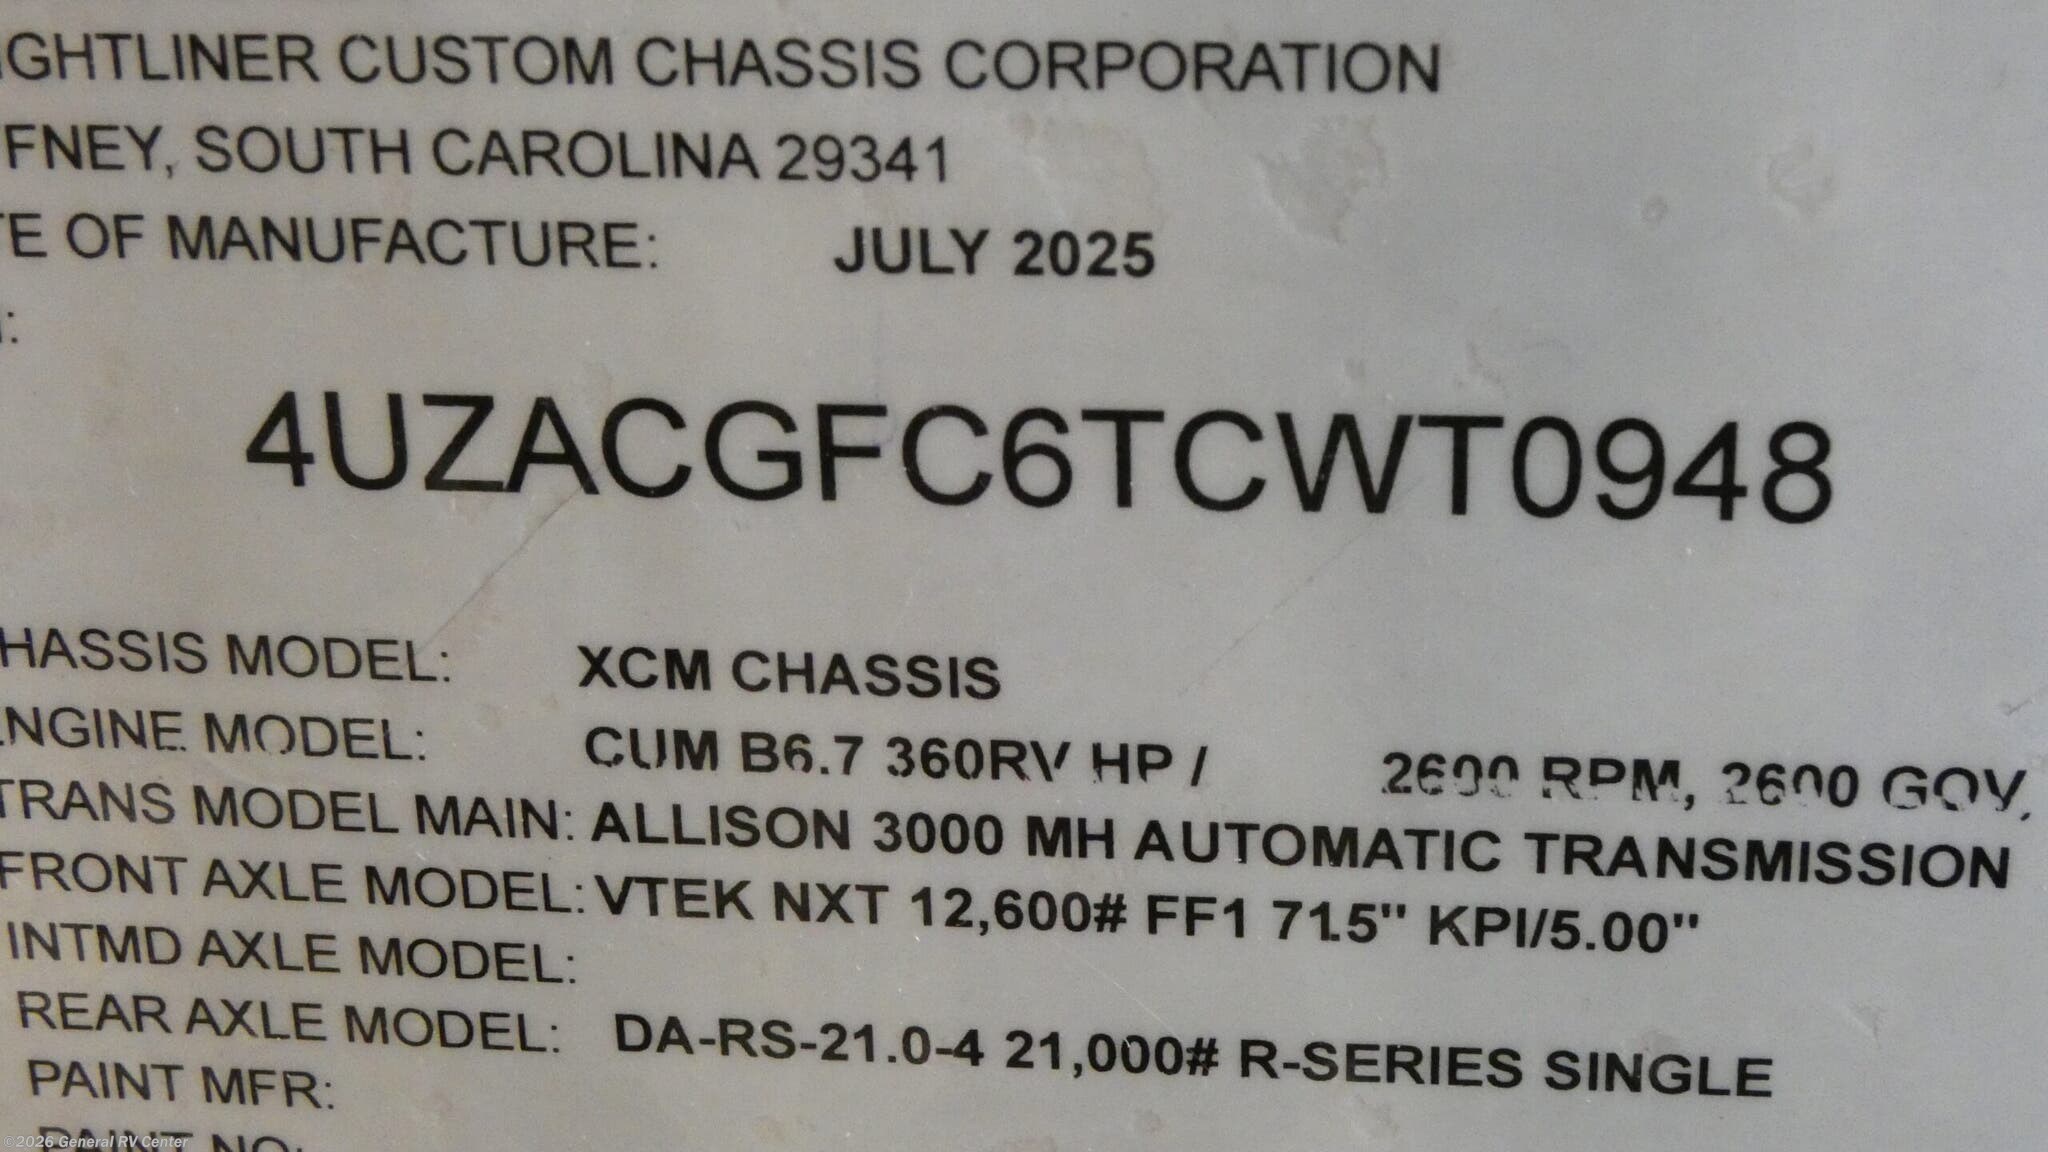 IGHTLINER CUSTOM CHASSIS CORPORATION
FNEY, SOUTH CAROLINA 29341
TE OF MANUFACTURE: JULY 2025
4UZACGFC6TCWT0948
HASSIS MODEL: XCM CHASSIS
ENGINE MODEL: CUM B6.7 360RV HP / 2600 RPM, 2600 GOV,
TRANS MODEL MAIN: ALLISON 3000 MH AUTOMATIC TRANSMISSION
FRONT AXLE MODEL: VTEK NXT 12,600# FF1 71.5" KPI/5.00"
INTMD AXLE MODEL:
REAR AXLE MODEL: DA-RS-21.0-4 21,000# R-SERIES SINGLE
PAINT MFR:
PAINT NO:
©2026 General RV Center